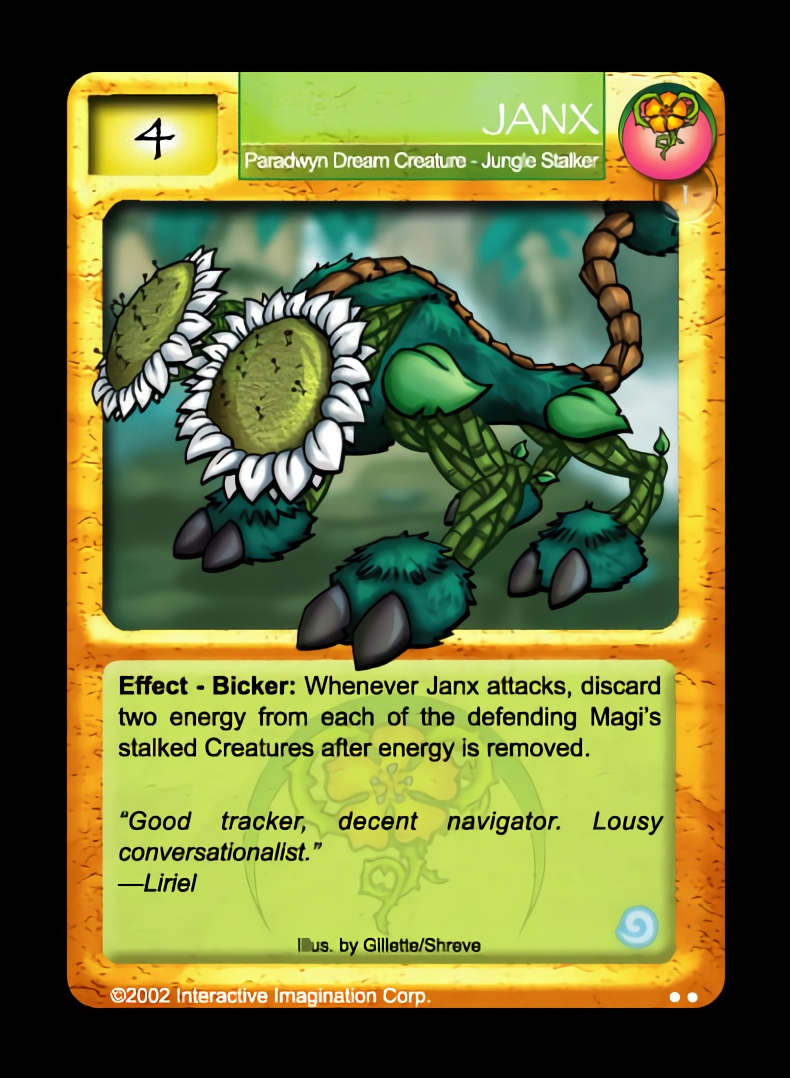 4
JANX
Paradwyn Dream Creature - Jungle Stalker
1
Effect - Bicker: Whenever Janx attacks, discard
two energy from each of the defending Magi's
stalked Creatures after energy is removed.
"Good tracker, decent navigator. Lousy
conversationalist."
—Liriel
Illus. by Gillette/Shreve
©2002 Interactive Imagination Corp.